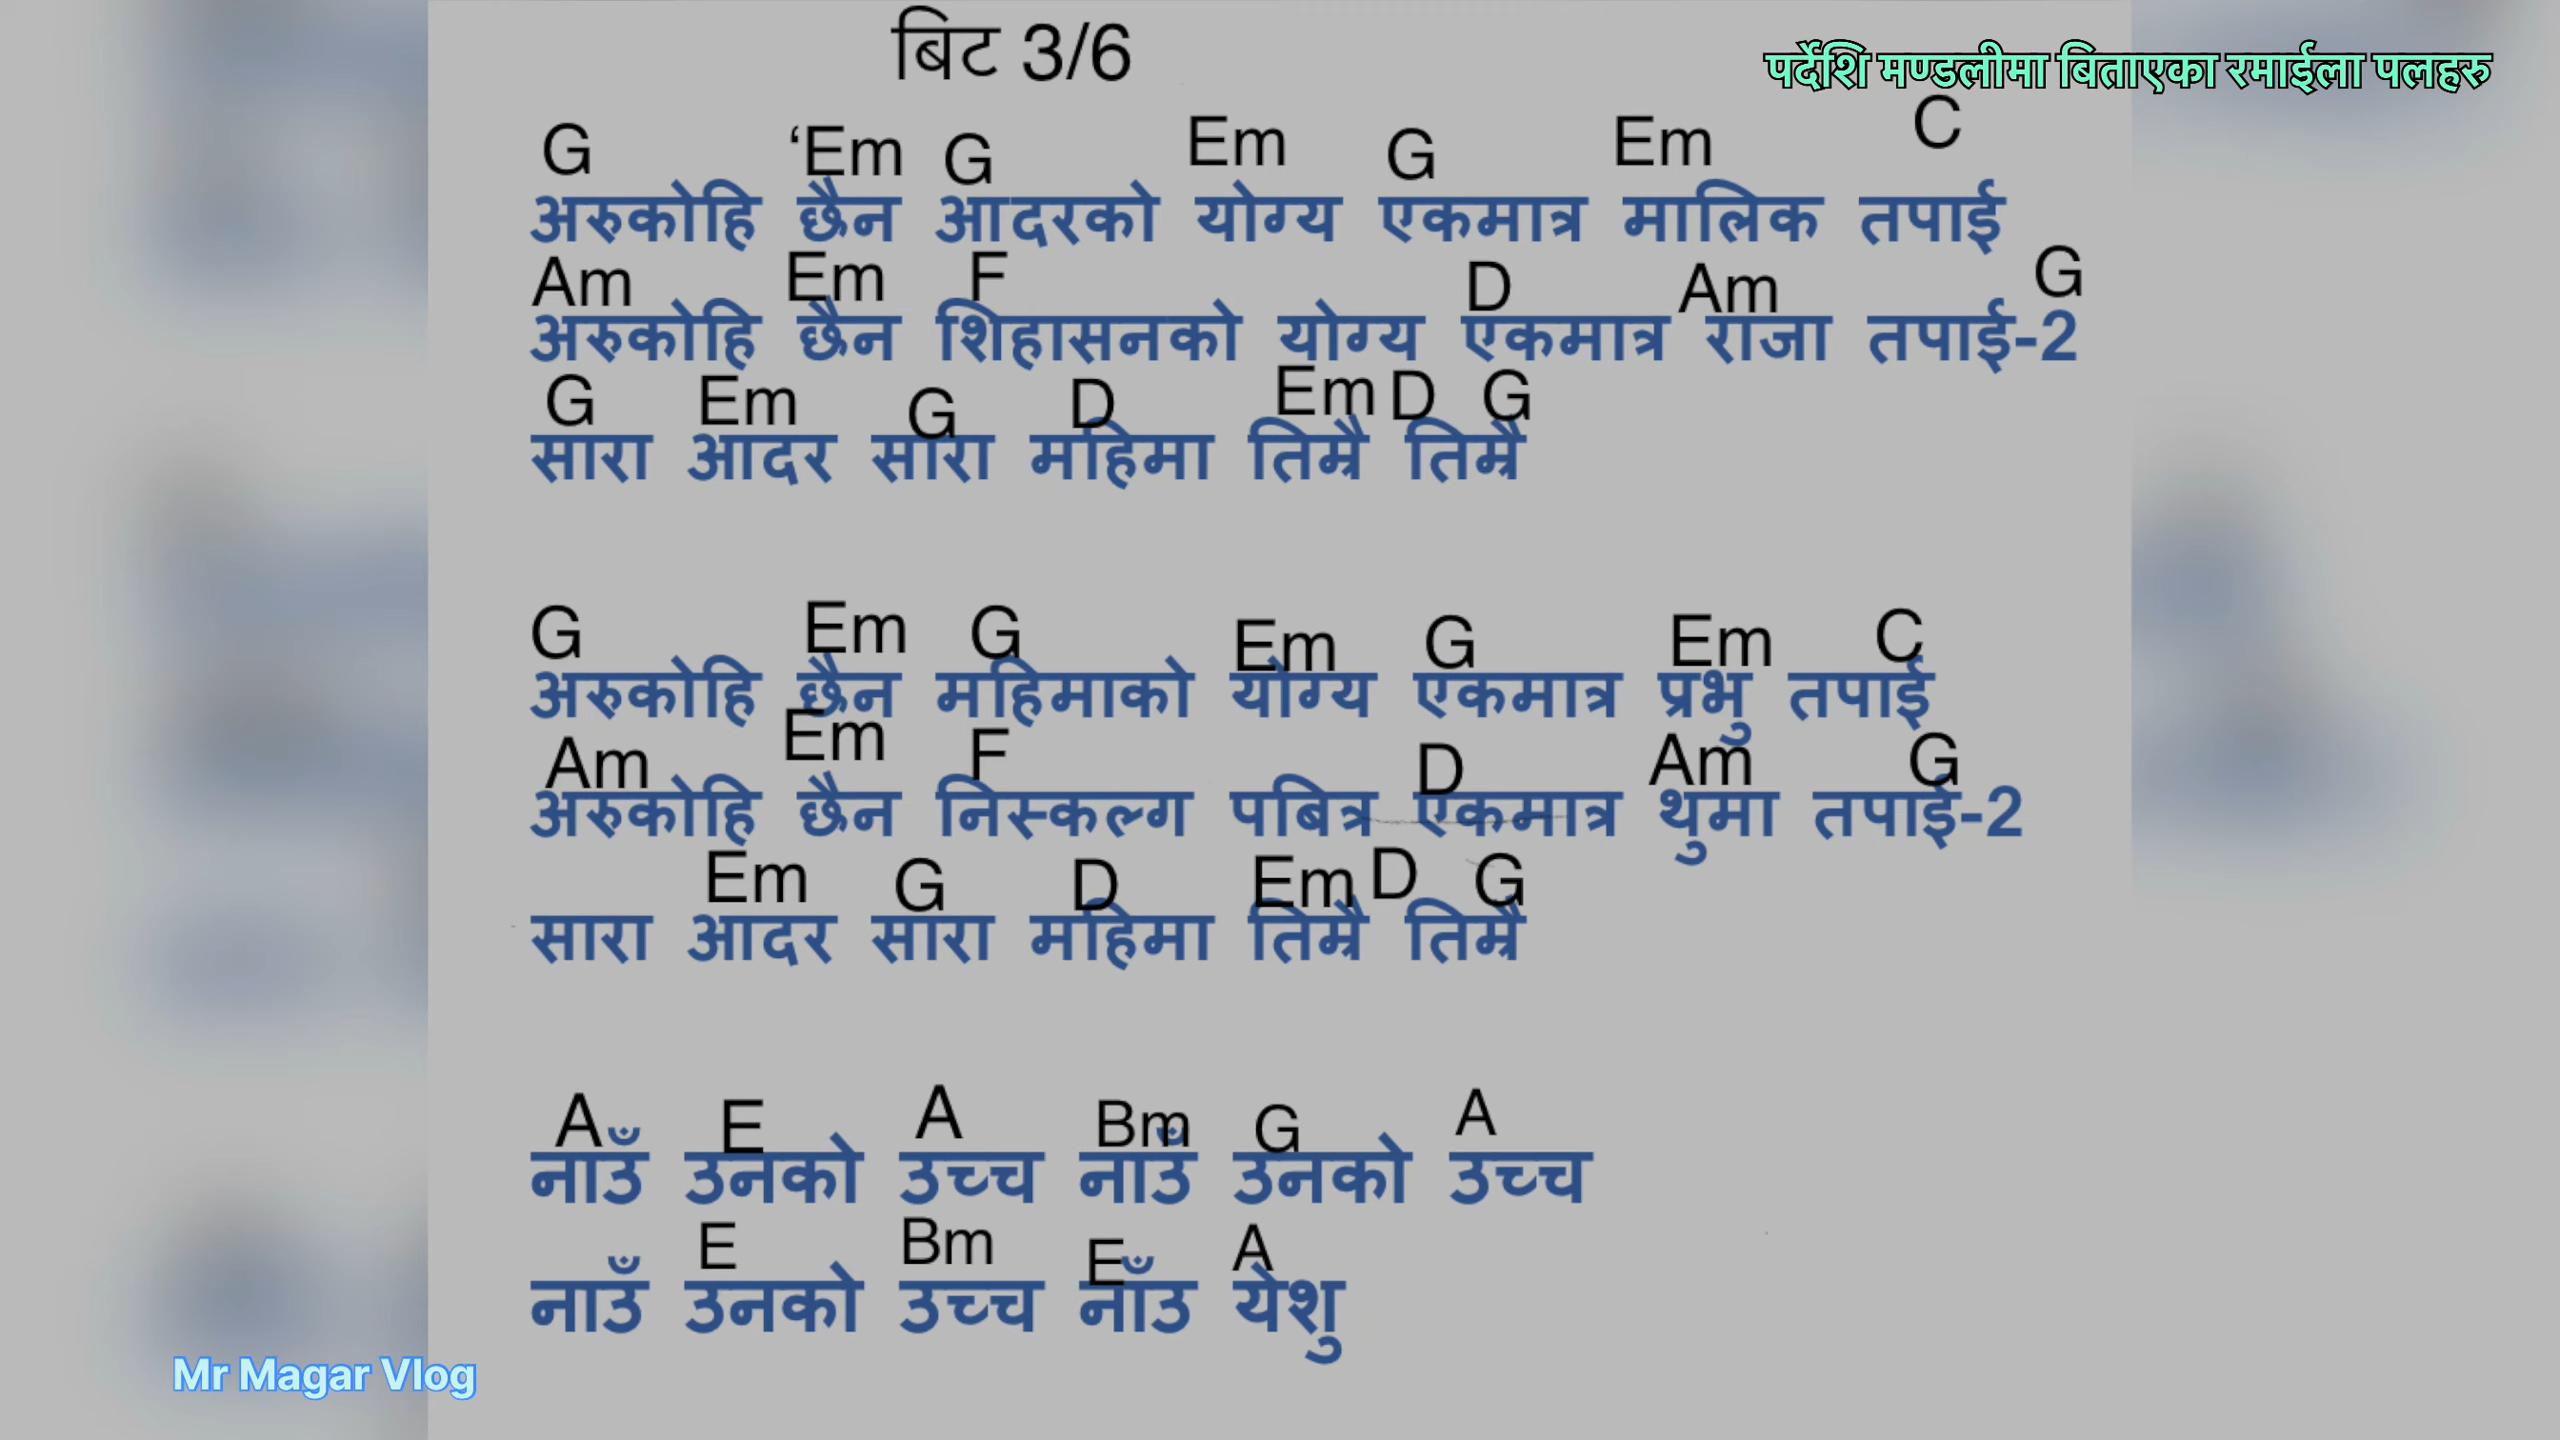 बिट 3/6
पर्देशि मण्डलीमा बिताएका रमाईला पलहरु
G ‘Em G Em G Em C
अरुकोहि छैन आदरको योग्य एकमात्र मालिक तपाई
Am Em F D Am G
अरुकोहि छैन शिहासनको योग्य एकमात्र राजा तपाई-2
G Em G D Em D G
सारा आदर सारा महिमा तिम्रै तिम्रै
G Em G Em G Em C
अरुकोहि छैन महिमाको योग्य एकमात्र प्रभु तपाई
Am Em F D Am G
अरुकोहि छैन निस्कल्ग पबित्र एकमात्र थुमा तपाई-2
Em G D Em D G
सारा आदर सारा महिमा तिम्रै तिम्रै
A E A Bm G A
नाउँ उनको उच्च नाउँ उनको उच्च
E Bm E A
नाउँ उनको उच्च नाँउ येशु
Mr Magar Vlog